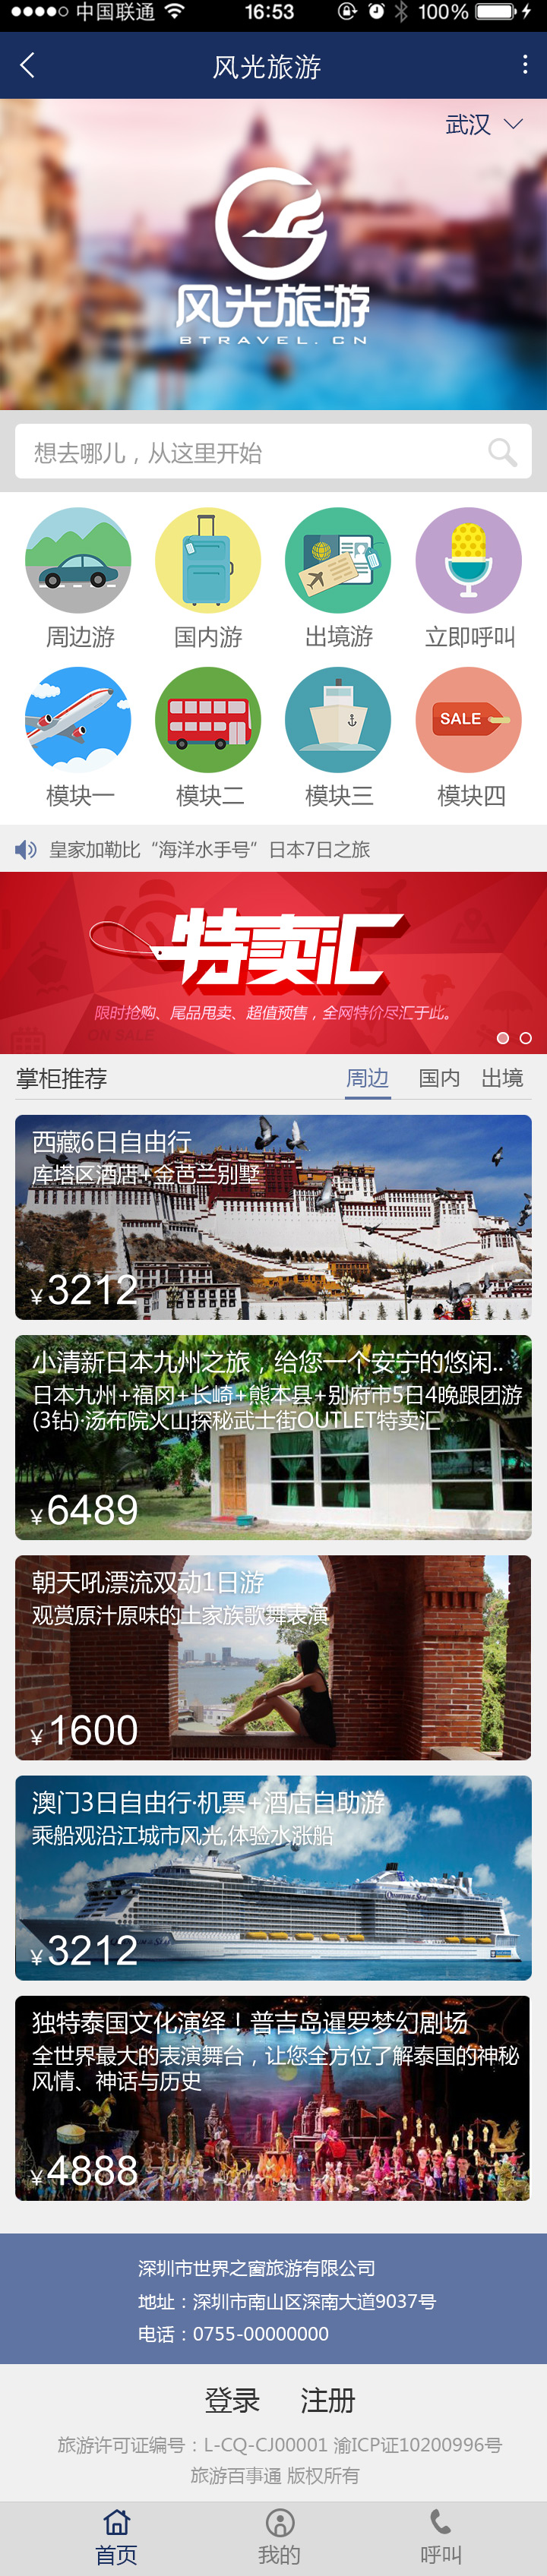 中国联通 16:53 100%
风光旅游
武汉
风光旅游
BTRAVEL.CN
想去哪儿，从这里开始
周边游 国内游 出境游 立即呼叫
SALE
模块一 模块二 模块三 模块四
皇家加勒比“海洋水手号”日本7日之旅
特卖汇
限时抢购、尾品甩卖、超值预售，全网特价尽汇于此。
ON SALE
掌柜推荐 周边 国内 出境
西藏6日自由行
库塔区酒店+金芭兰别墅
¥3212
小清新日本九州之旅，给您一个安宁的悠闲..
日本九州+福冈+长崎+熊本县+别府市5日4晚跟团游
(3钻)·汤布院火山探秘武士街OUTLET特卖汇
¥6489
朝天吼漂流双动1日游
观赏原汁原味的土家族歌舞表演
¥1600
澳门3日自由行·机票+酒店自助游
乘船观沿江城市风光,体验水涨船
¥3212
独特泰国文化演绎！普吉岛暹罗梦幻剧场
全世界最大的表演舞台，让您全方位了解泰国的神秘
风情、神话与历史
¥4888
深圳市世界之窗旅游有限公司
地址：深圳市南山区深南大道9037号
电话：0755-00000000
登录 注册
旅游许可证编号：L-CQ-CJ00001 渝ICP证10200996号
旅游百事通 版权所有
首页 我的 呼叫